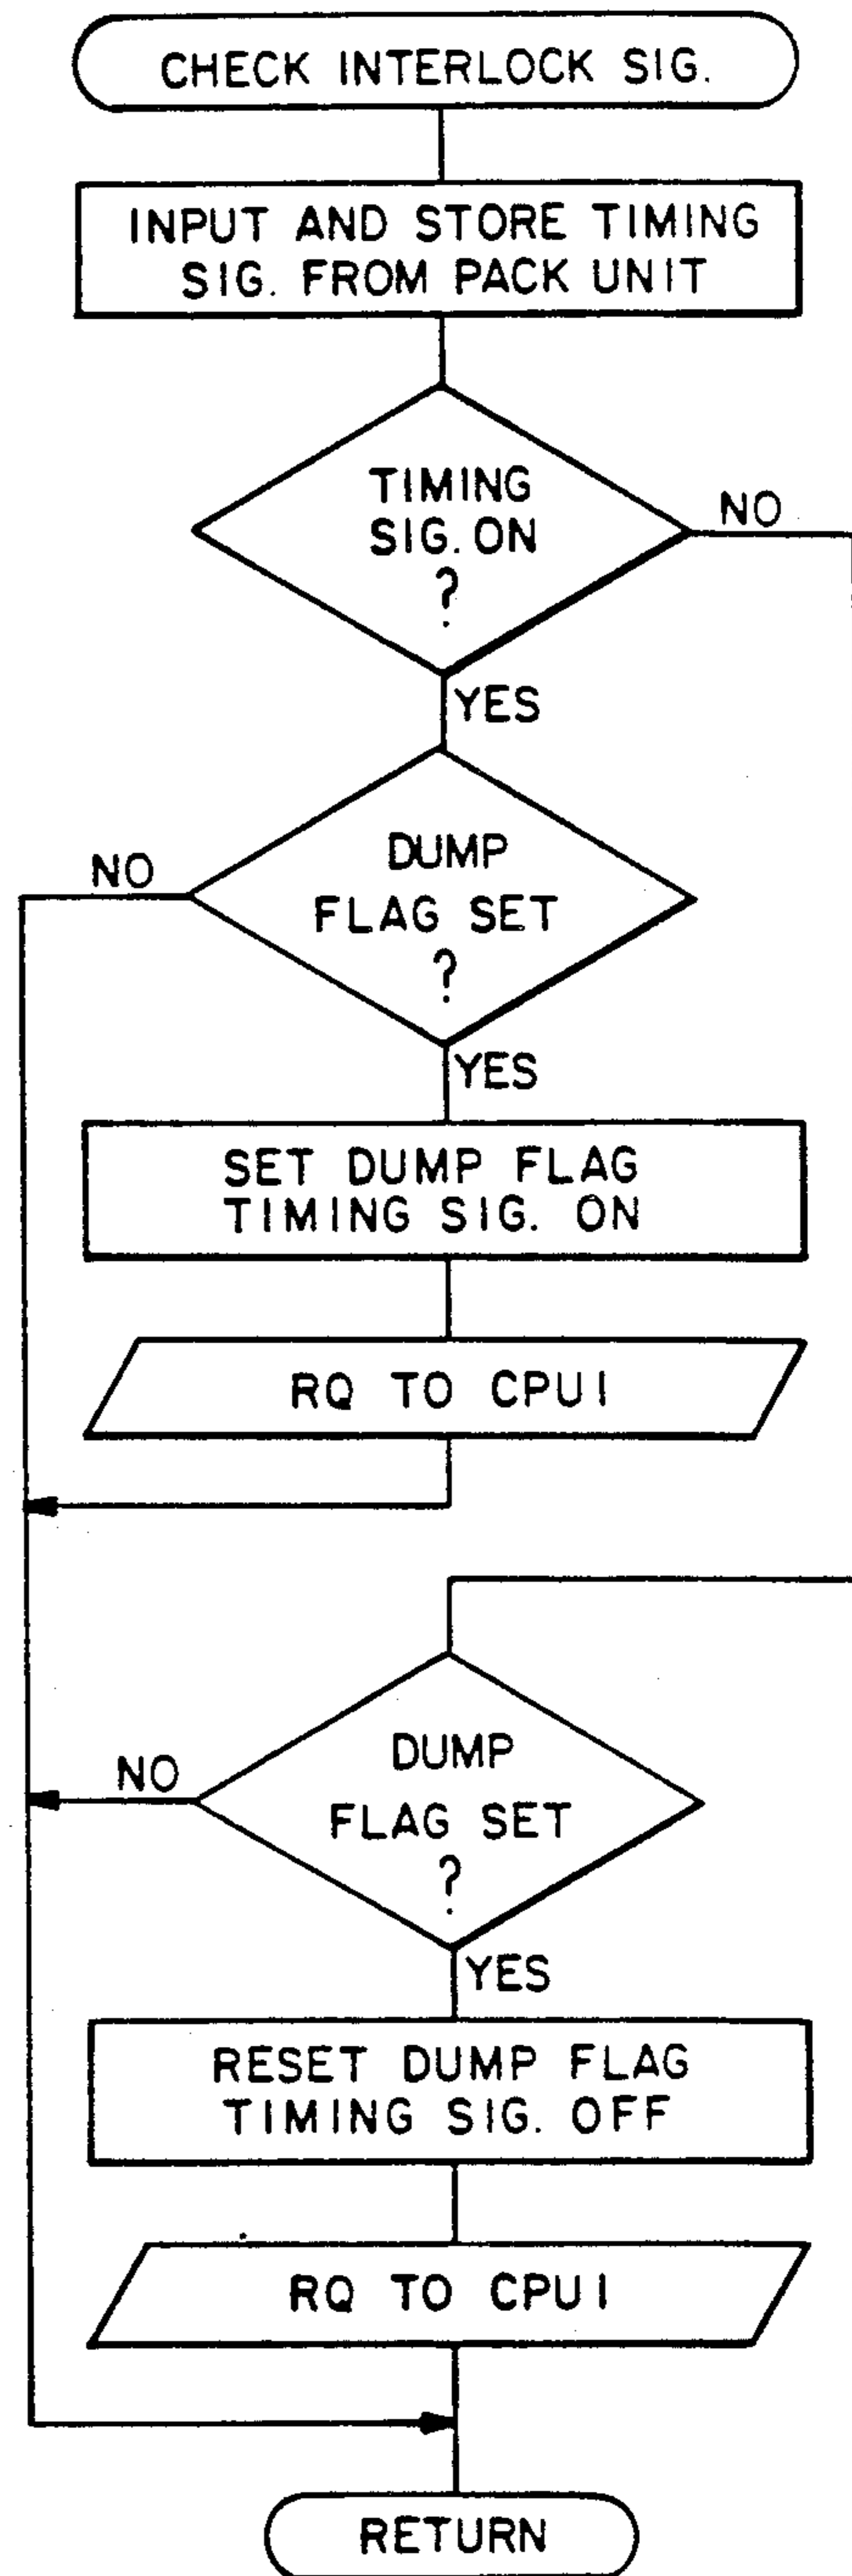 CHECK INTERLOCK SIG.
INPUT AND STORE TIMING
SIG. FROM PACK UNIT
TIMING
SIG. ON
?
NO
YES
DUMP
FLAG SET
?
NO
YES
SET DUMP FLAG
TIMING SIG. ON
RQ TO CPU1
DUMP
FLAG SET
?
NO
YES
RESET DUMP FLAG
TIMING SIG. OFF
RQ TO CPU1
RETURN